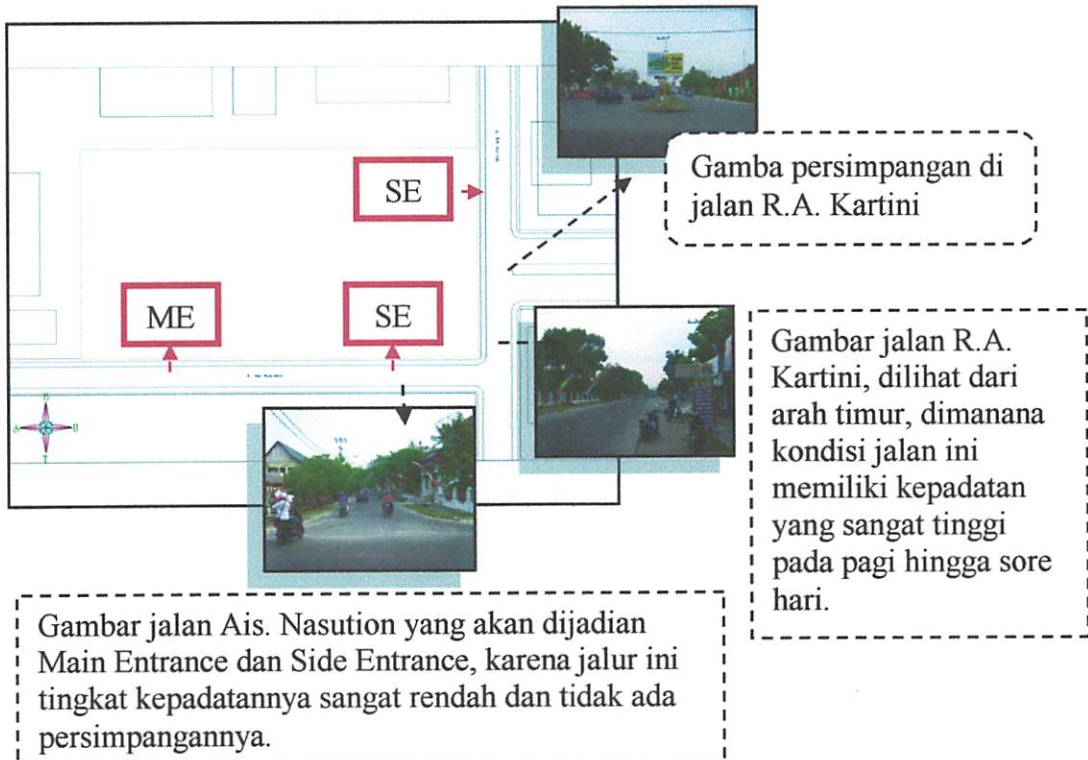 SE
Gamba persimpangan di
jalan R.A. Kartini
ME
SE
Gambar jalan R.A.
Kartini, dilihat dari
arah timur, dimanana
kondisi jalan ini
memiliki kepadatan
yang sangat tinggi
pada pagi hingga sore
hari.
Gambar jalan Ais. Nasution yang akan dijadian
Main Entrance dan Side Entrance, karena jalur ini
tingkat kepadatannya sangat rendah dan tidak ada
persimpangannya.